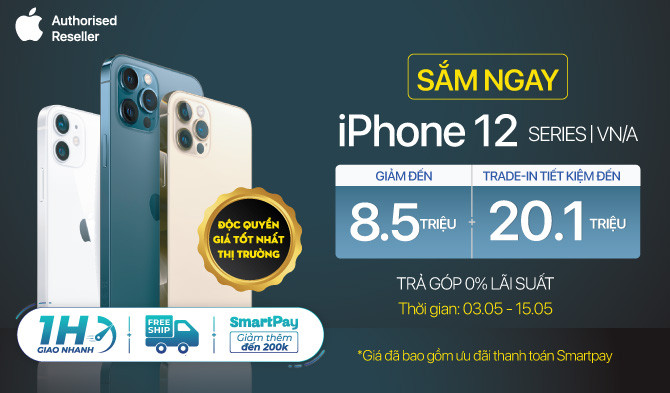 Authorised
Reseller
SẮM NGAY
iPhone 12 SERIES | VN/A
GIẢM ĐẾN
8.5 TRIỆU
+
TRADE-IN TIẾT KIỆM ĐẾN
20.1 TRIỆU
ĐỘC QUYỀN
GIÁ TỐT NHẤT
THỊ TRƯỜNG
TRẢ GÓP 0% LÃI SUẤT
Thời gian: 03.05 - 15.05
1H
GIAO NHANH
FREE
SHIP
SmartPay
Giảm thêm
đến 200k
*Giá đã bao gồm ưu đãi thanh toán Smartpay